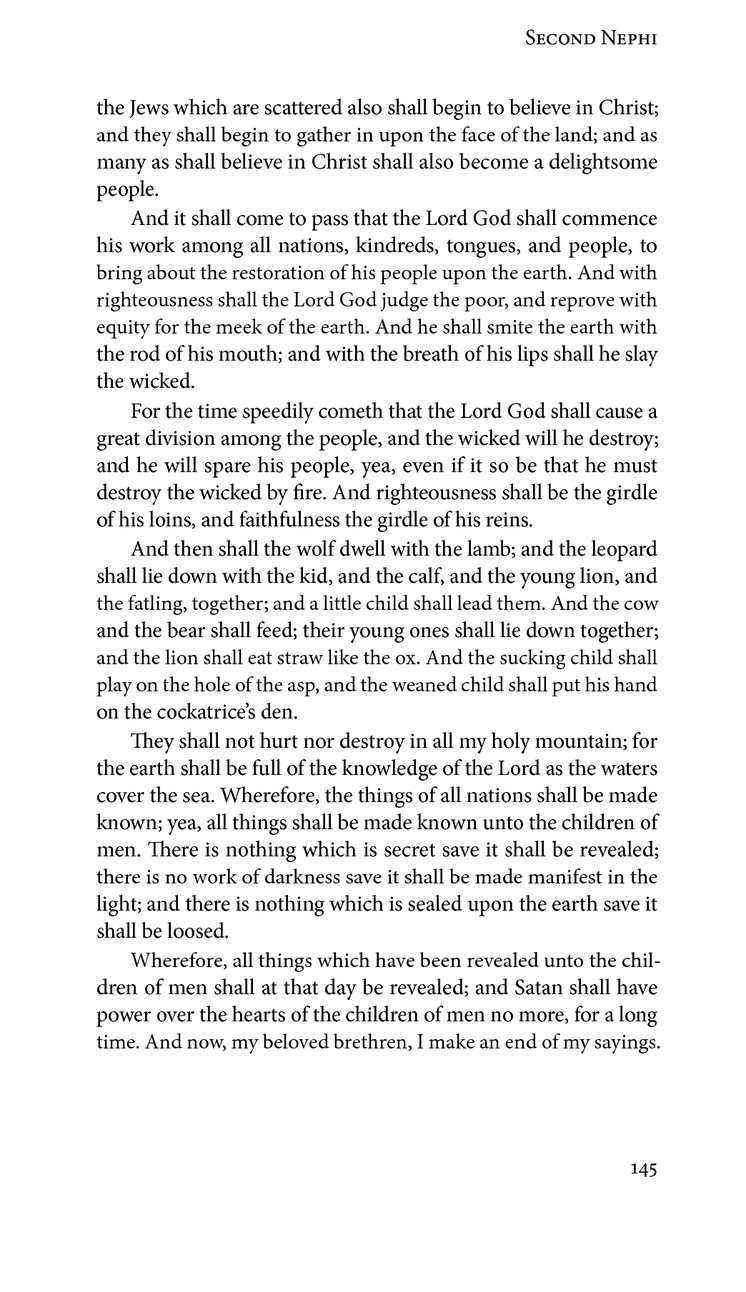 Second Nephi
the Jews which are scattered also shall begin to believe in Christ;
and they shall begin to gather in upon the face of the land; and as
many as shall believe in Christ shall also become a delightsome
people.
And it shall come to pass that the Lord God shall commence
his work among all nations, kindreds, tongues, and people, to
bring about the restoration of his people upon the earth. And with
righteousness shall the Lord God judge the poor, and reprove with
equity for the meek of the earth. And he shall smite the earth with
the rod of his mouth; and with the breath of his lips shall he slay
the wicked.
For the time speedily cometh that the Lord God shall cause a
great division among the people, and the wicked will he destroy;
and he will spare his people, yea, even if it so be that he must
destroy the wicked by fire. And righteousness shall be the girdle
of his loins, and faithfulness the girdle of his reins.
And then shall the wolf dwell with the lamb; and the leopard
shall lie down with the kid, and the calf, and the young lion, and
the fatling, together; and a little child shall lead them. And the cow
and the bear shall feed; their young ones shall lie down together;
and the lion shall eat straw like the ox. And the sucking child shall
play on the hole of the asp, and the weaned child shall put his hand
on the cockatrice’s den.
They shall not hurt nor destroy in all my holy mountain; for
the earth shall be full of the knowledge of the Lord as the waters
cover the sea. Wherefore, the things of all nations shall be made
known; yea, all things shall be made known unto the children of
men. There is nothing which is secret save it shall be revealed;
there is no work of darkness save it shall be made manifest in the
light; and there is nothing which is sealed upon the earth save it
shall be loosed.
Wherefore, all things which have been revealed unto the chil-
dren of men shall at that day be revealed; and Satan shall have
power over the hearts of the children of men no more, for a long
time. And now, my beloved brethren, I make an end of my sayings.
145